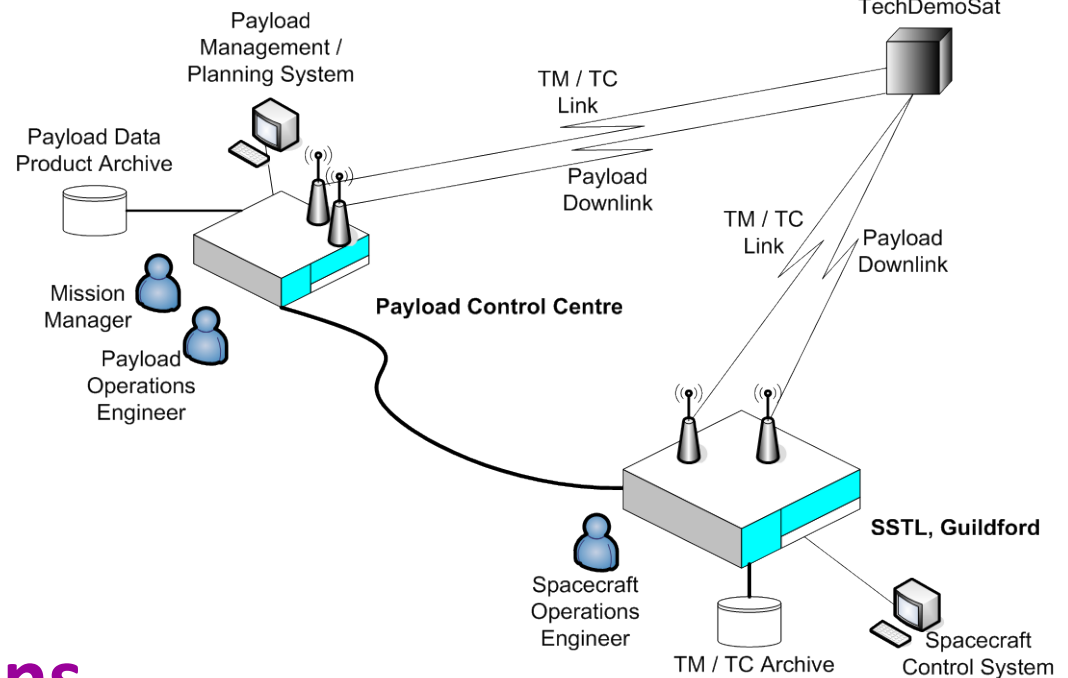 TechDemoSat
Payload
Management /
Planning System
TM / TC
Link
Payload Data
Product Archive
Payload
Downlink
TM / TC
Link
Payload
Downlink
Mission
Manager
Payload Control Centre
Payload
Operations
Engineer
SSTL, Guildford
Spacecraft
Operations
Engineer
TM / TC Archive
Spacecraft
Control System
ns